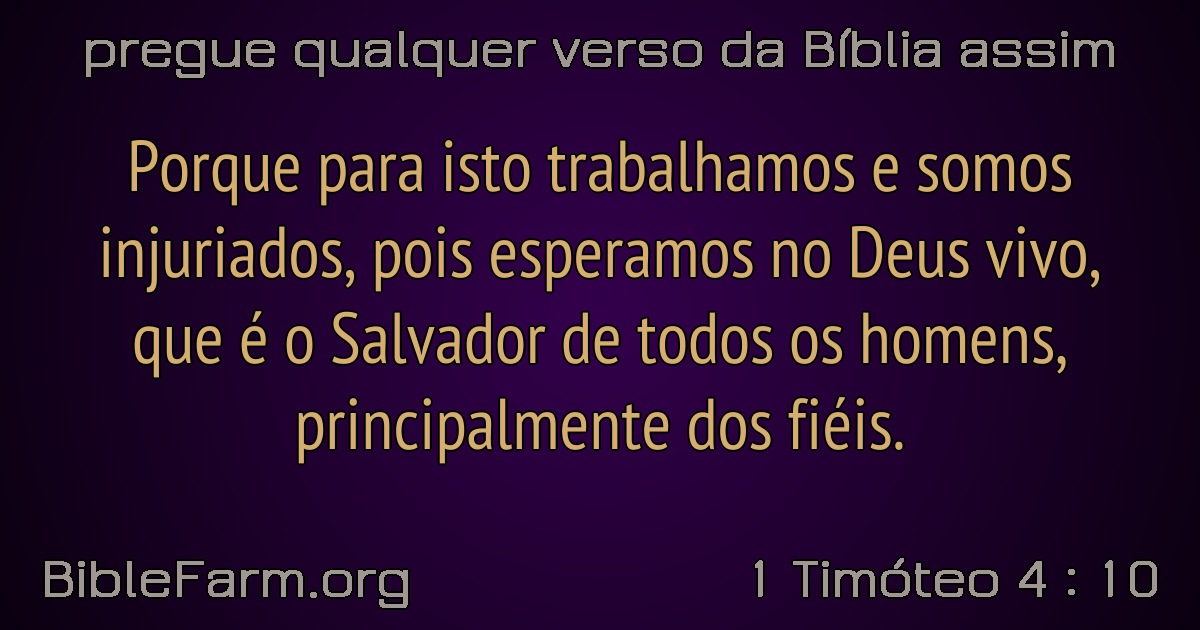 pregue qualquer verso da Bíblia assim
Porque para isto trabalhamos e somos
injuriados, pois esperamos no Deus vivo,
que é o Salvador de todos os homens,
principalmente dos fiéis.
BibleFarm.org
1 Timóteo 4 : 10